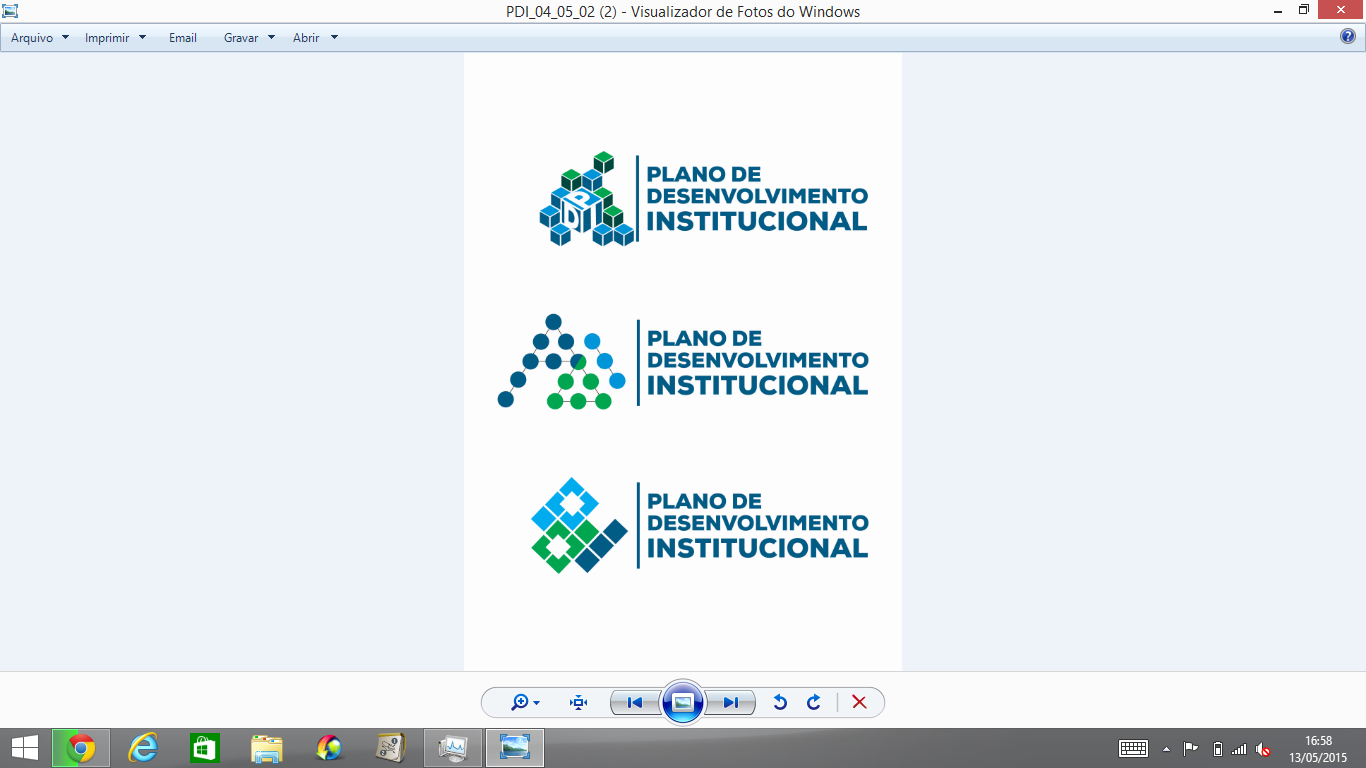 PDI_04_05_02 (2) - Visualizador de Fotos do Windows
Arquivo Imprimir Email Gravar Abrir
PDI
PLANO DE
DESENVOLVIMENTO
INSTITUCIONAL
PLANO DE
DESENVOLVIMENTO
INSTITUCIONAL
PLANO DE
DESENVOLVIMENTO
INSTITUCIONAL
16:58
13/05/2015